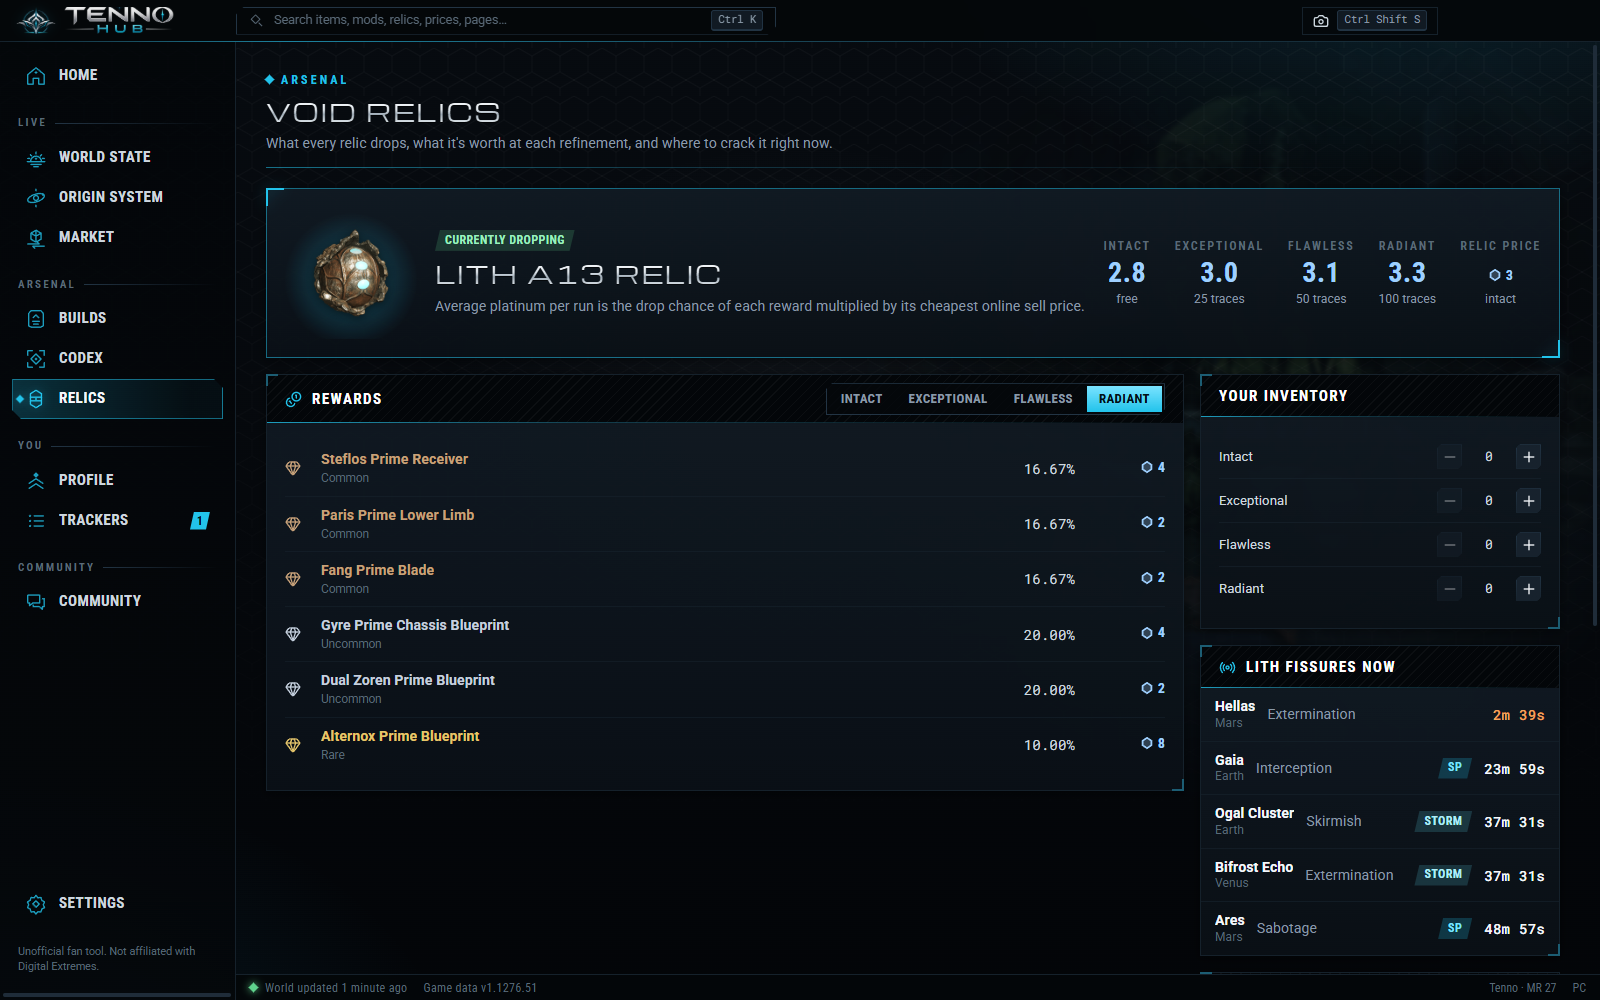 TENNO
HUB
Search items, mods, relics, prices, pages...
Ctrl K
Ctrl Shift S
HOME
LIVE
WORLD STATE
ORIGIN SYSTEM
MARKET
ARSENAL
BUILDS
CODEX
RELICS
YOU
PROFILE
TRACKERS
1
COMMUNITY
COMMUNITY
SETTINGS
Unofficial fan tool. Not affiliated with
Digital Extremes.
ARSENAL
VOID RELICS
What every relic drops, what it's worth at each refinement, and where to crack it right now.
CURRENTLY DROPPING
LITH A13 RELIC
Average platinum per run is the drop chance of each reward multiplied by its cheapest online sell price.
INTACT
2.8
free
EXCEPTIONAL
3.0
25 traces
FLAWLESS
3.1
50 traces
RADIANT
3.3
100 traces
RELIC PRICE
3
intact
REWARDS
INTACT EXCEPTIONAL FLAWLESS RADIANT
Steflos Prime Receiver
Common
16.67%
4
Paris Prime Lower Limb
Common
16.67%
2
Fang Prime Blade
Common
16.67%
2
Gyre Prime Chassis Blueprint
Uncommon
20.00%
4
Dual Zoren Prime Blueprint
Uncommon
20.00%
2
Alternox Prime Blueprint
Rare
10.00%
8
YOUR INVENTORY
Intact − 0 +
Exceptional − 0 +
Flawless − 0 +
Radiant − 0 +
LITH FISSURES NOW
Hellas
Mars
Extermination
2m 39s
Gaia
Earth
Interception
SP
23m 59s
Ogal Cluster
Earth
Skirmish
STORM
37m 31s
Bifrost Echo
Venus
Extermination
STORM
37m 31s
Ares
Mars
Sabotage
SP
48m 57s
World updated 1 minute ago
Game data v1.1276.51
Tenno · MR 27
PC